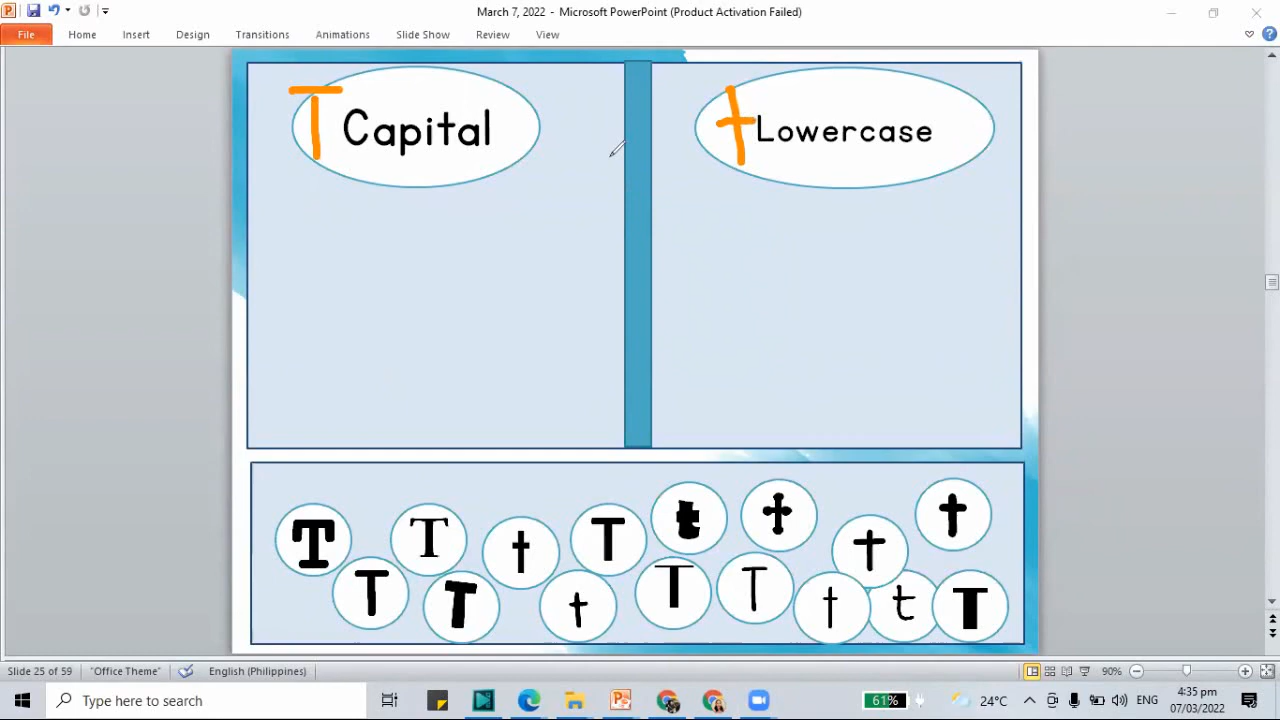 March 7, 2022 - Microsoft PowerPoint (Product Activation Failed)
File Home Insert Design Transitions Animations Slide Show Review View
T Capital
t Lowercase
T T t T t t t t
T T t T T t t T
Slide 25 of 59 "Office Theme" English (Philippines) 90%
Type here to search 61% 24°C ENG 4:35 pm
07/03/2022